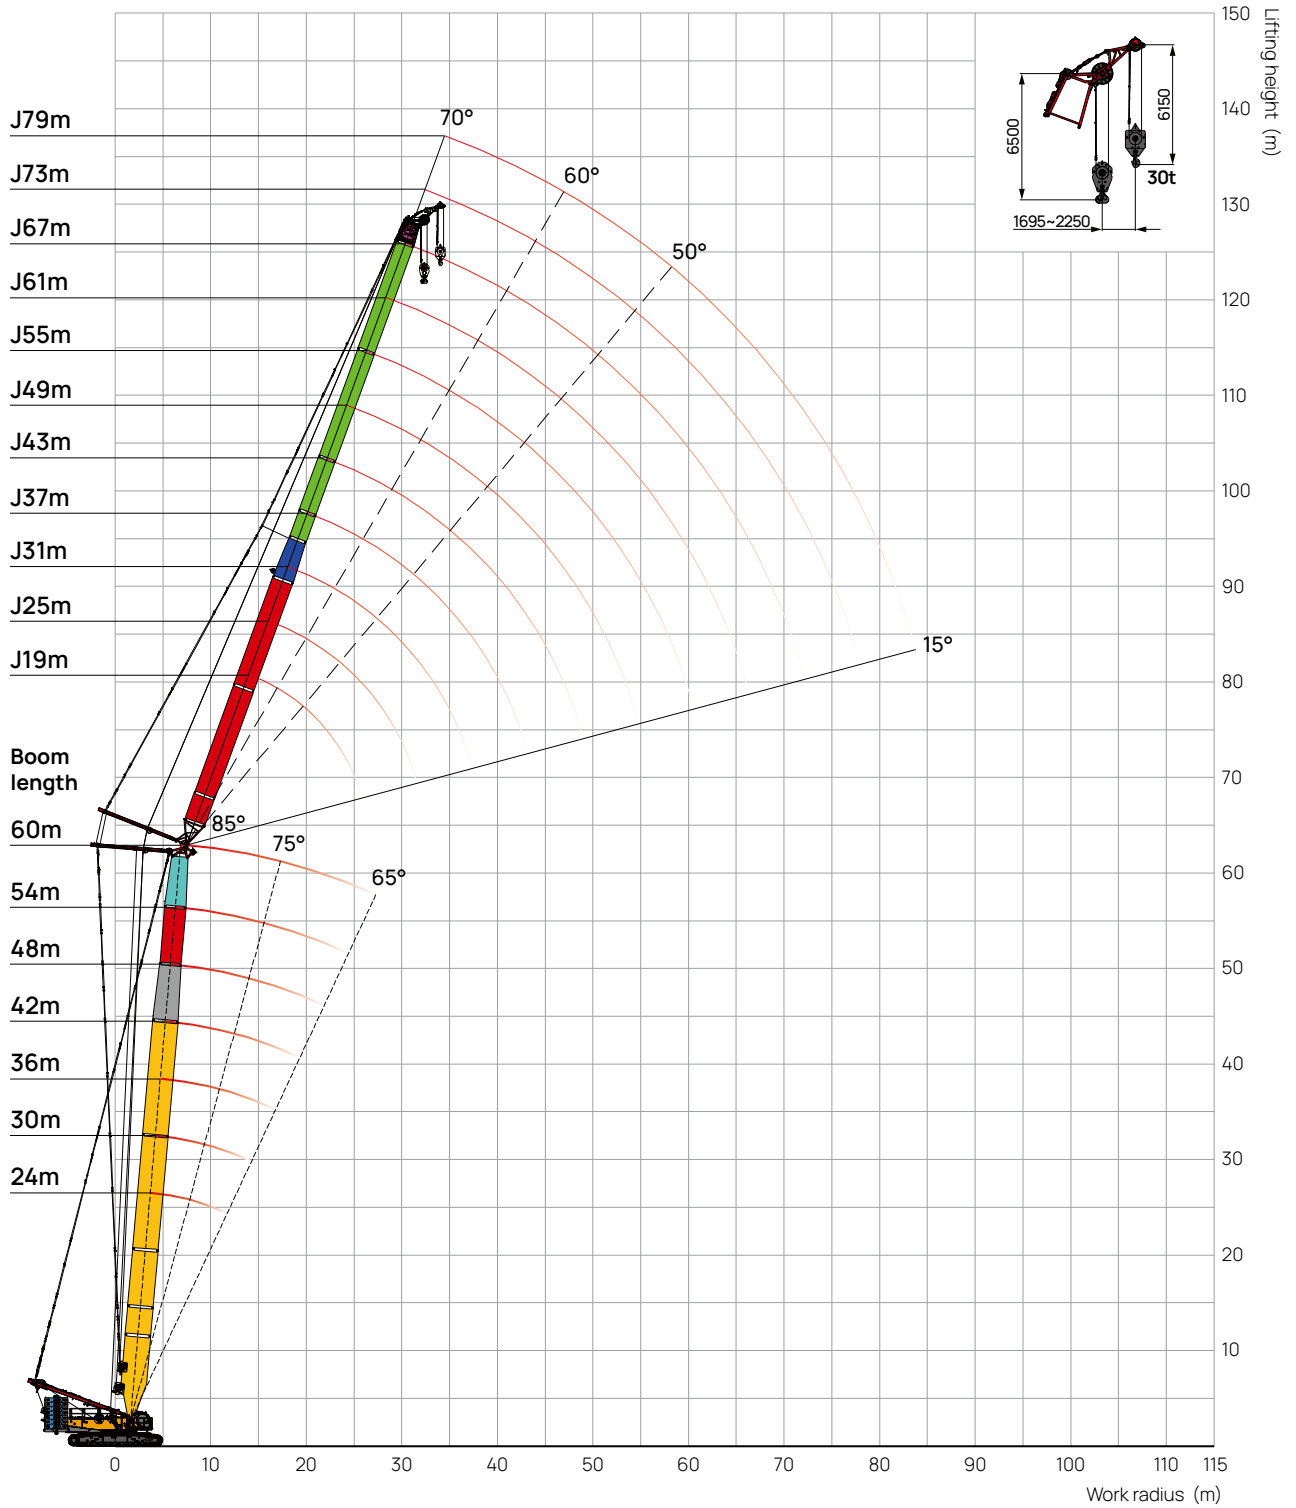 150
Lifting height (m)
140
130
120
110
100
90
80
70
60
50
40
30
20
10
6500
6150
30t
1695~2250
J79m
J73m
J67m
J61m
J55m
J49m
J43m
J37m
J31m
J25m
J19m
70°
60°
50°
15°
Boom
length
60m
54m
48m
42m
36m
30m
24m
85°
75°
65°
0 10 20 30 40 50 60 70 80 90 100 110 115
Work radius (m)